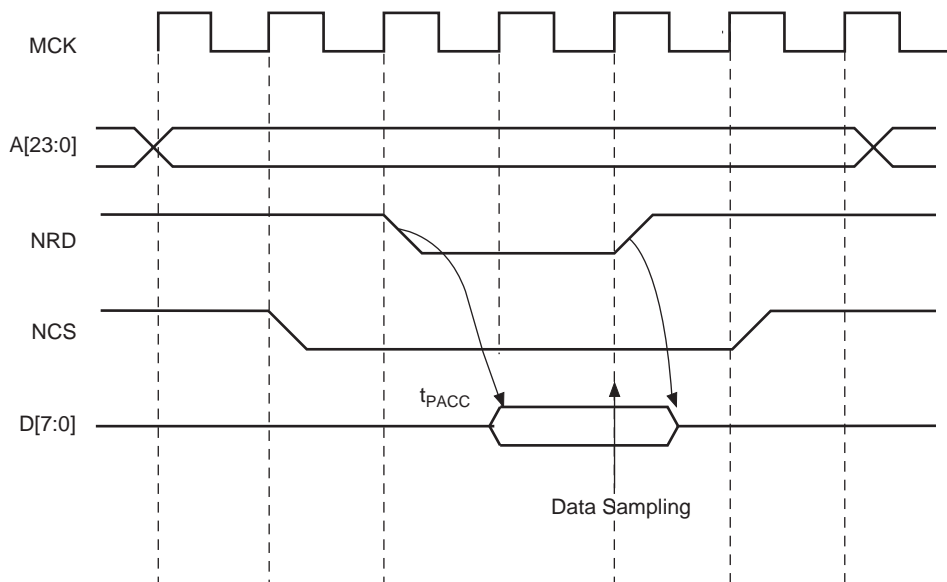 MCK
A[23:0]
NRD
NCS
tPACC
D[7:0]
Data Sampling